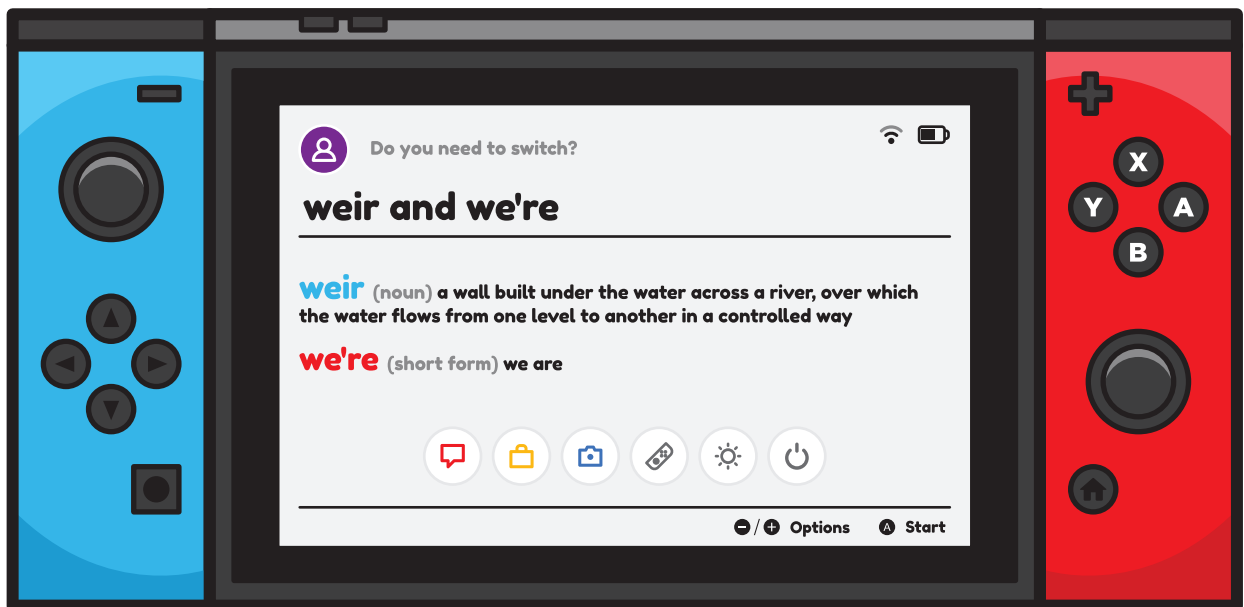 Do you need to switch?
weir and we're
weir (noun) a wall built under the water across a river, over which
the water flows from one level to another in a controlled way
we're (short form) we are
X
Y A
B
-/+ Options A Start